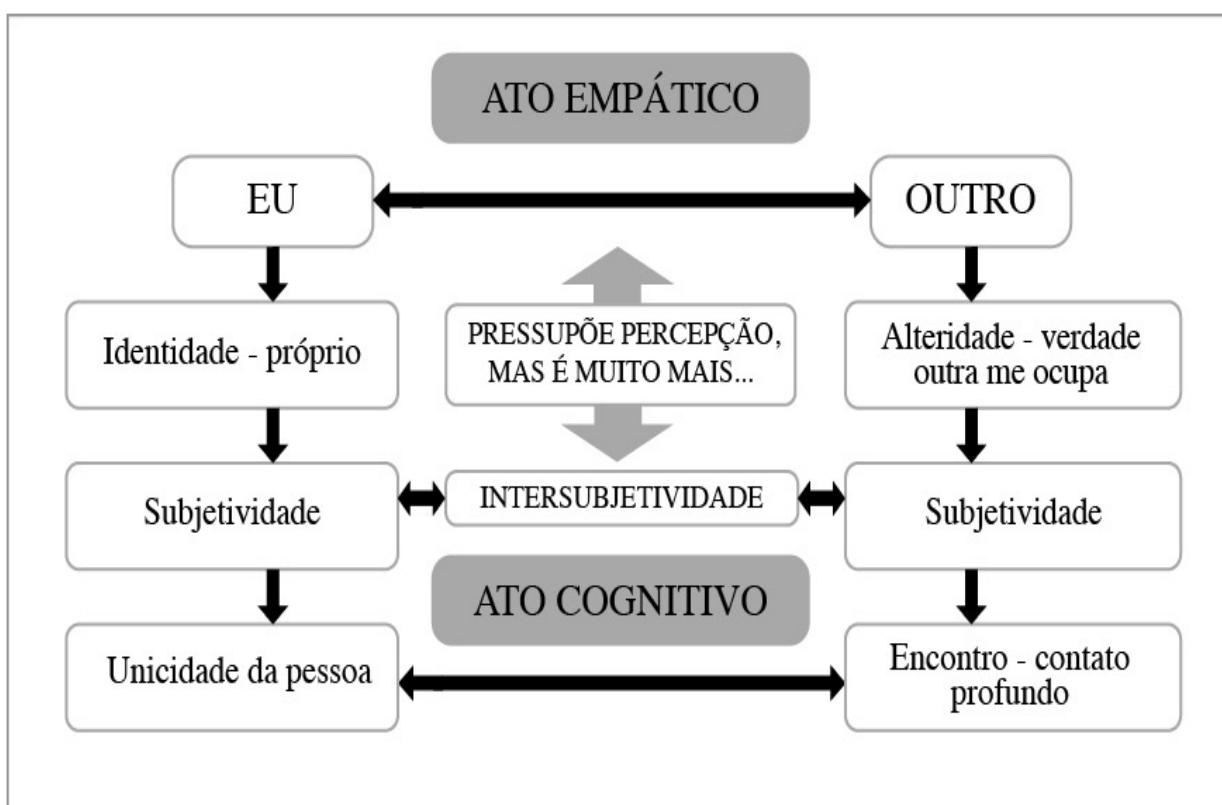 ATO EMPÁTICO
EU
OUTRO
Identidade - próprio
PRESSUPÕE PERCEPÇÃO,
MAS É MUITO MAIS...
Alteridade - verdade
outra me ocupa
Subjetividade
INTERSUBJETIVIDADE
Subjetividade
ATO COGNITIVO
Unicidade da pessoa
Encontro - contato
profundo